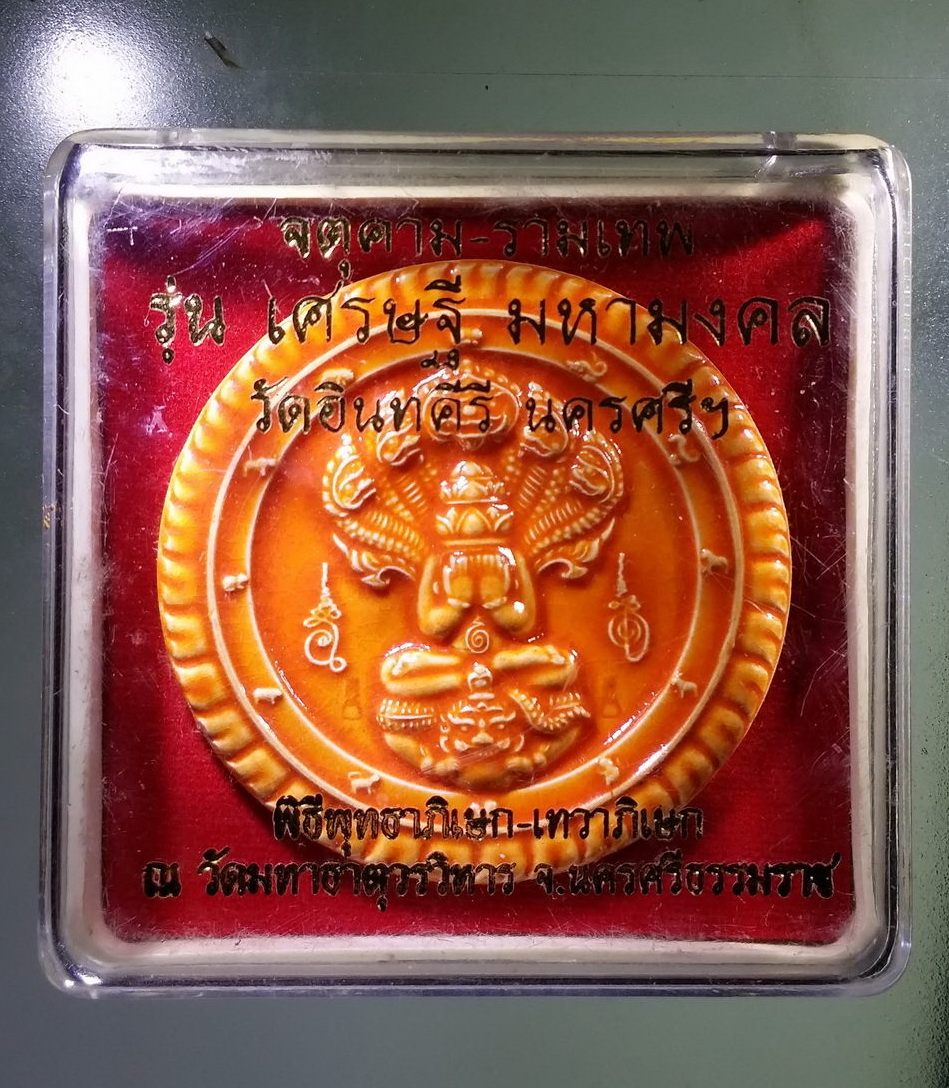 จตุคาม-รามเทพ
รุ่น เศรษฐี มหามงคล
วัดอินทคีรี นครศรีฯ
พิธีพุทธาภิเษก-เทวาภิเษก
ณ วัดมหาธาตุวรวิหาร จ.นครศรีธรรมราช